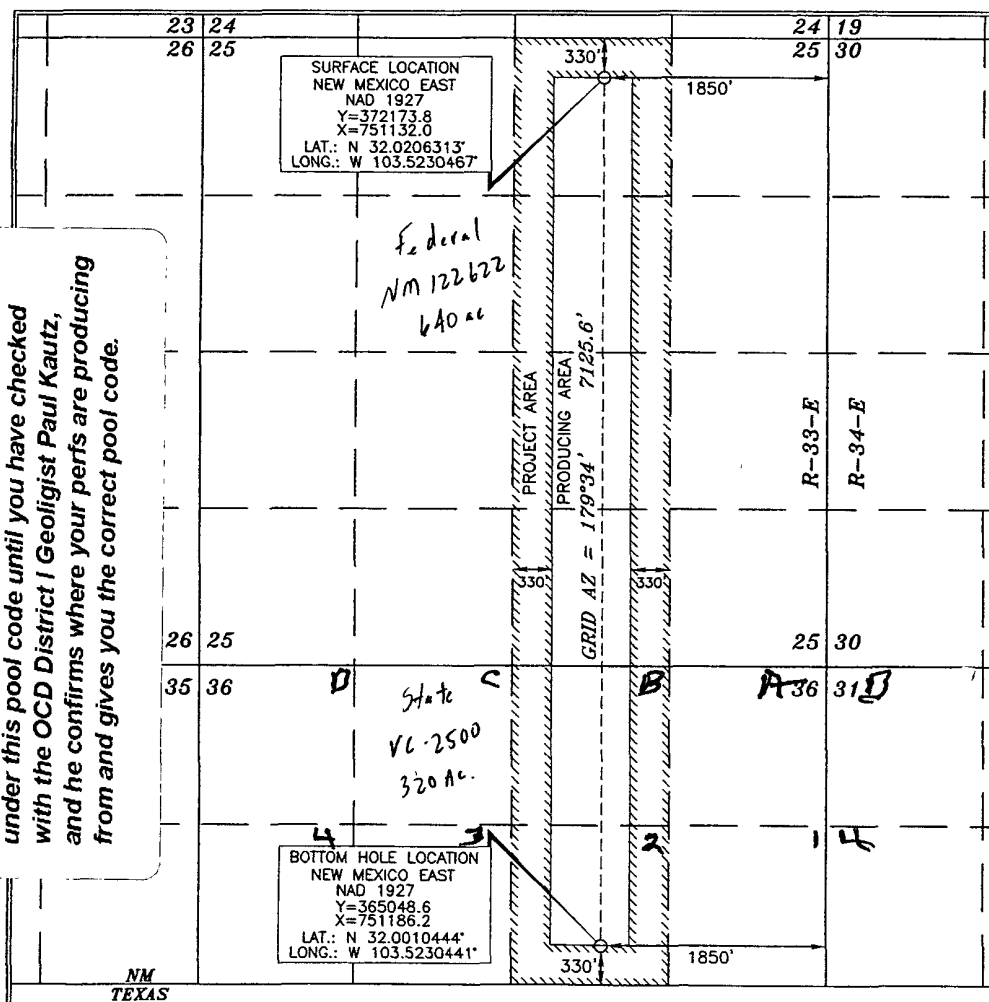 23 24
26 25
24 19
25 30
SURFACE LOCATION
NEW MEXICO EAST
NAD 1927
Y=372173.8
X=751132.0
LAT.: N 32.0206313°
LONG.: W 103.5230467°
330'
1850'
Federal
NM 122622
640 ac
under this pool code until you have checked
with the OCD District I Geoligist Paul Kautz,
and he confirms where your perfs are producing
from and gives you the correct pool code.
PROJECT AREA
PRODUCING AREA
GRID AZ = 179°34' 7125.6'
R-33-E
R-34-E
330'
330'
26 25
35 36
25 30
36 31
D
C
B
A
D
State
VC-2500
320 Ac.
4
3
2
1
4
BOTTOM HOLE LOCATION
NEW MEXICO EAST
NAD 1927
Y=365048.6
X=751186.2
LAT.: N 32.0010444°
LONG.: W 103.5230441°
330'
1850'
NM
TEXAS